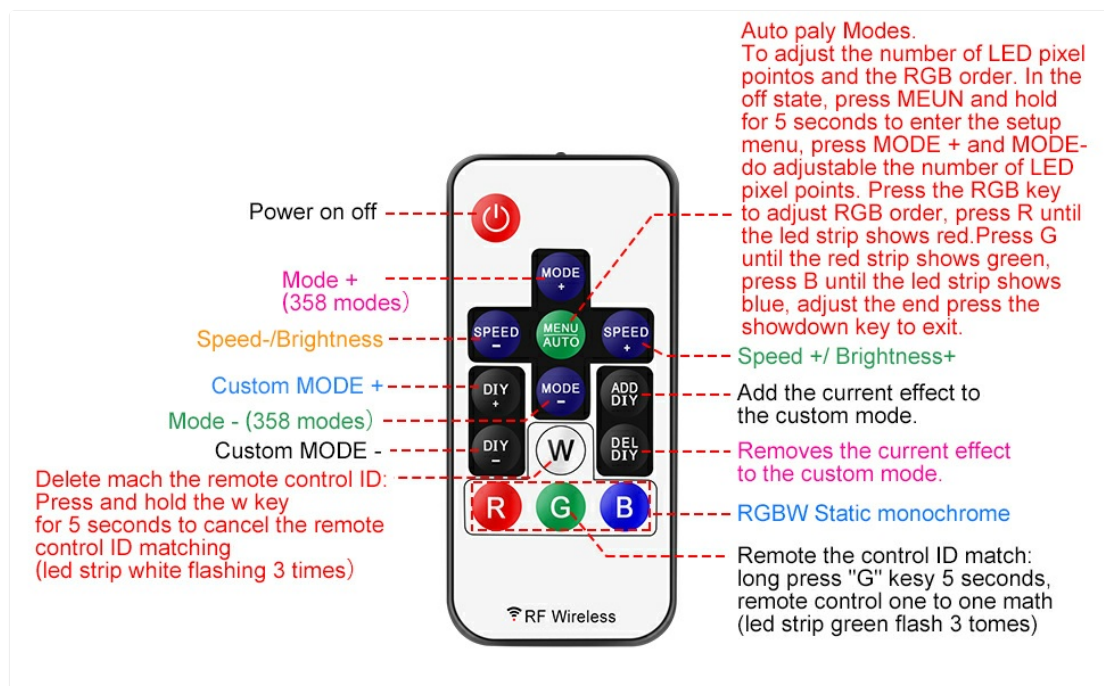 Auto paly Modes.
To adjust the number of LED pixel
pointos and the RGB order. In the
off state, press MEUN and hold
for 5 seconds to enter the setup
menu, press MODE + and MODE-
do adjustable the number of LED
pixel points. Press the RGB key
to adjust RGB order, press R until
the led strip shows red.Press G
until the red strip shows green,
press B until the led strip shows
blue, adjust the end press the
showdown key to exit.
Power on off
MODE
+
Mode +
(358 modes)
SPEED
-
MENU
AUTO
SPEED
+
Speed-/Brightness
Speed +/ Brightness+
Custom MODE +
DIY
+
MODE
-
ADD
DIY
Add the current effect to
the custom mode.
Mode - (358 modes)
Custom MODE -
DIY
-
W
DEL
DIY
Removes the current effect
to the custom mode.
Delete mach the remote control ID:
Press and hold the w key
for 5 seconds to cancel the remote
control ID matching
(led strip white flashing 3 times)
R
G
B
RGBW Static monochrome
Remote the control ID match:
long press "G" kesy 5 seconds,
remote control one to one math
(led strip green flash 3 tomes)
RF Wireless